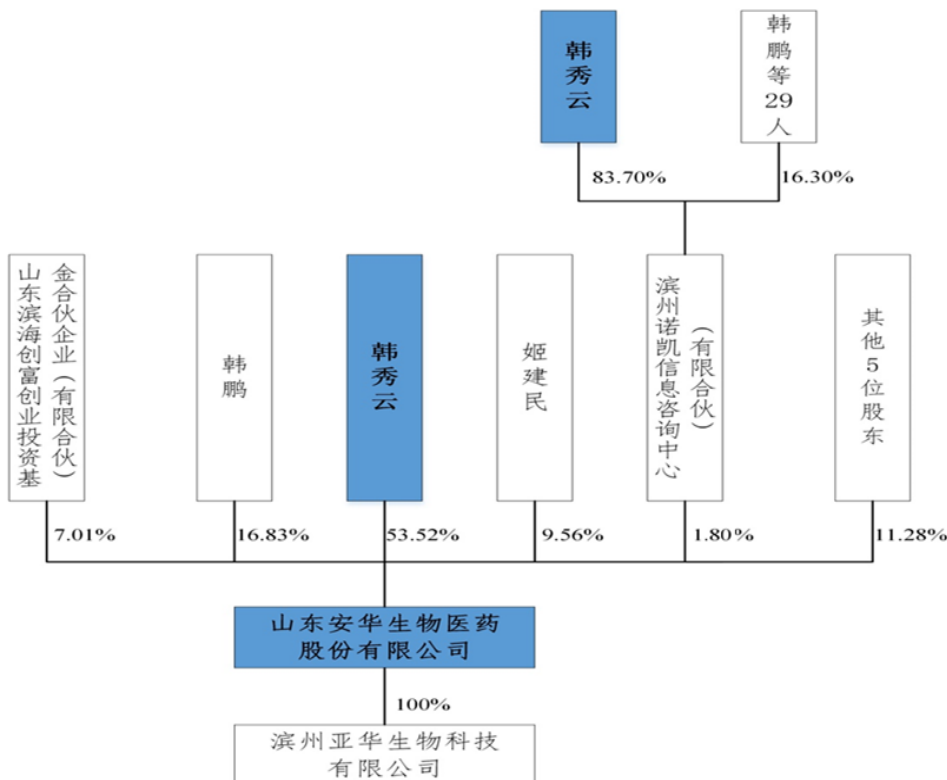 韩秀云
韩鹏等29人
83.70%
16.30%
山东滨海创富创业投资基
金合伙企业（有限合伙）
韩鹏
韩秀云
姬建民
滨州诺凯信息咨询中心
（有限合伙）
其他5位股东
7.01%
16.83%
53.52%
9.56%
1.80%
11.28%
山东安华生物医药
股份有限公司
100%
滨州亚华生物科技
有限公司